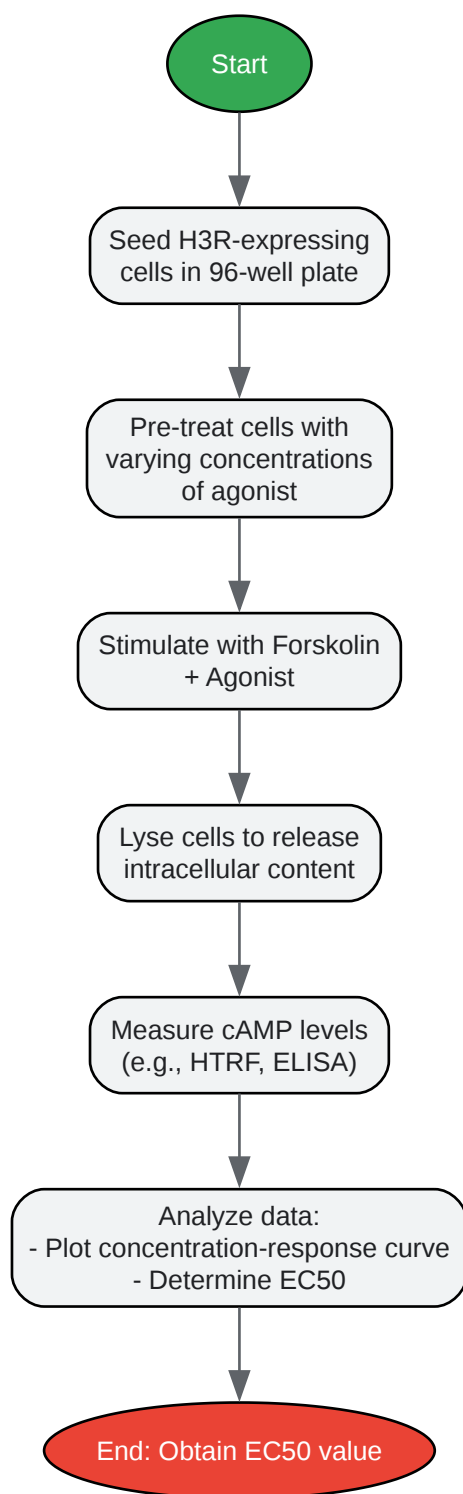 Start
Seed H3R-expressing
cells in 96-well plate
Pre-treat cells with
varying concentrations
of agonist
Stimulate with Forskolin
+ Agonist
Lyse cells to release
intracellular content
Measure cAMP levels
(e.g., HTRF, ELISA)
Analyze data:
- Plot concentration-response curve
- Determine EC50
End: Obtain EC50 value